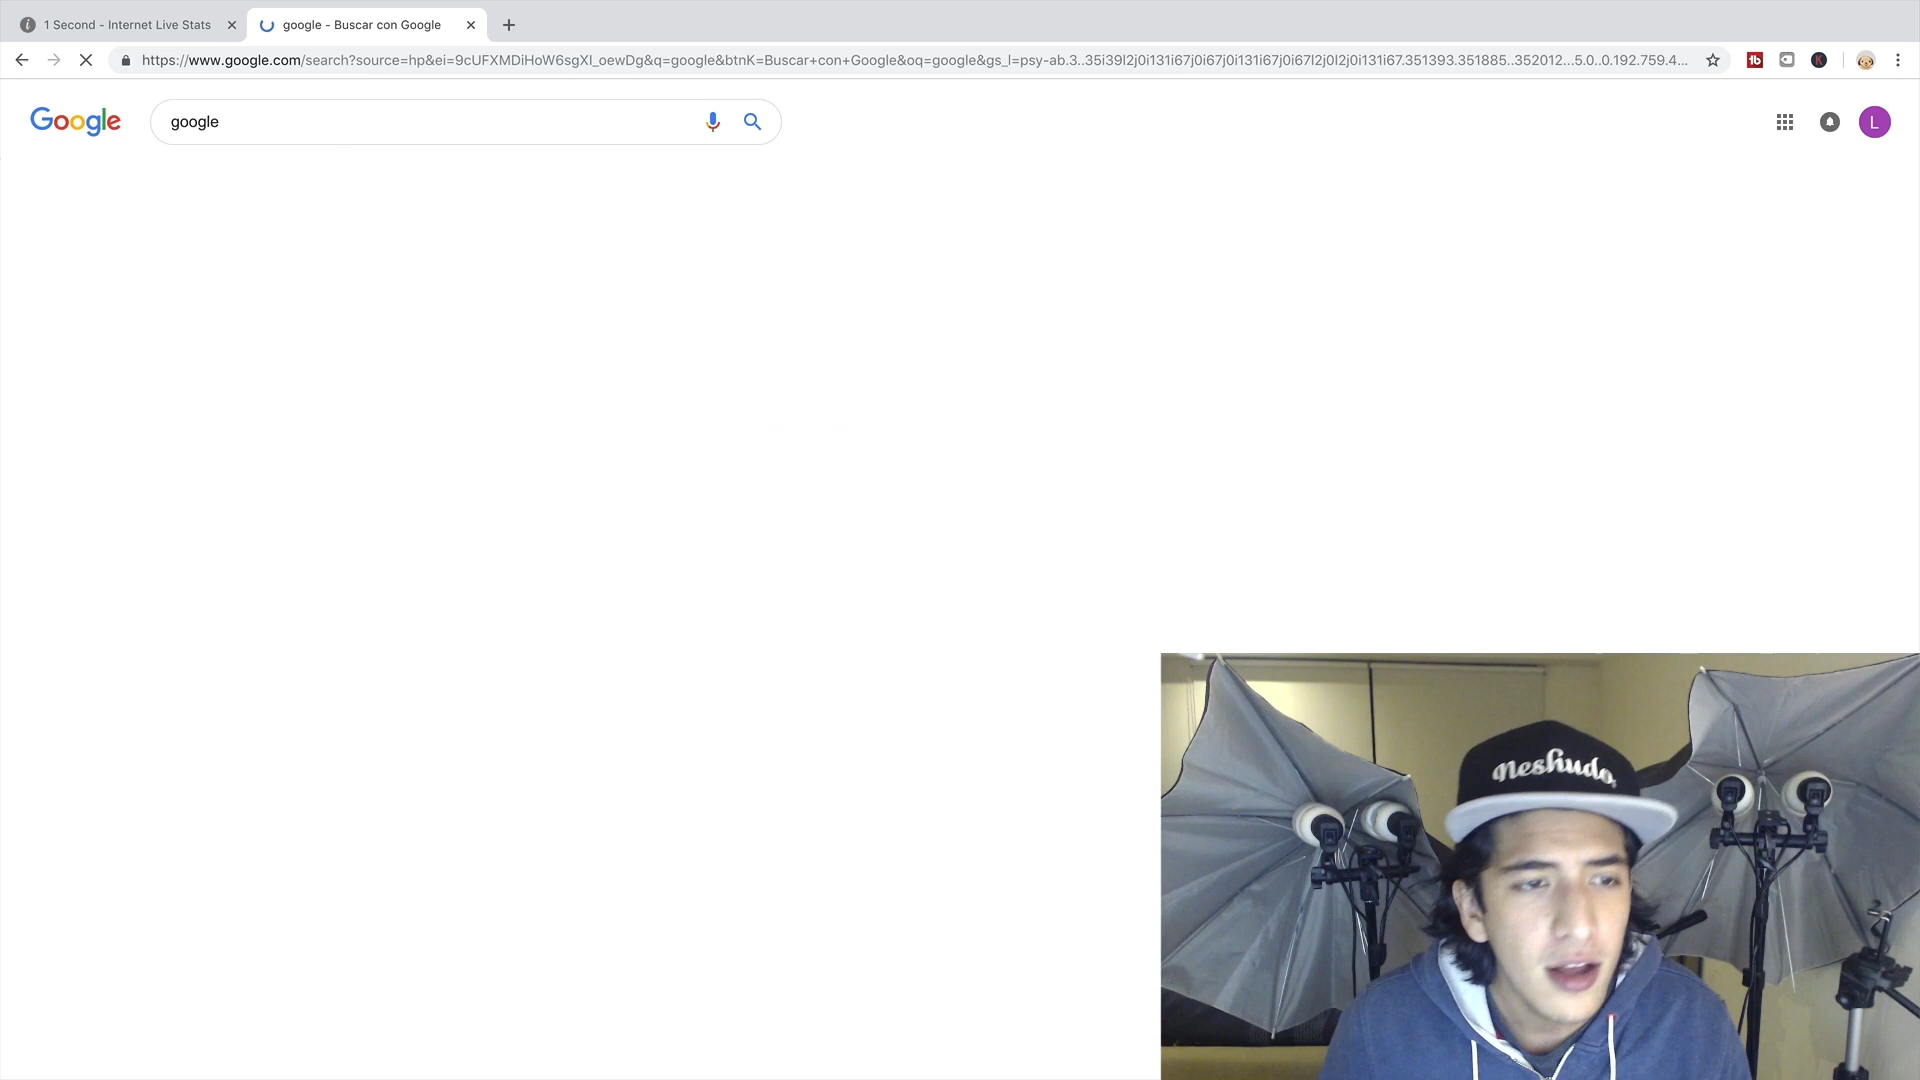 1 Second - Internet Live Stats
google - Buscar con Google
https://www.google.com/search?source=hp&ei=9cUFXMDiHoW6sgXl_oewDg&q=google&btnK=Buscar+con+Google&oq=google&gs_l=psy-ab.3..35i39l2j0i131i67j0i67j0i131i67j0i67l2j0l2j0i131i67.351393.351885..352012...5.0..0.192.759.4...
Google
google
L
neshudo